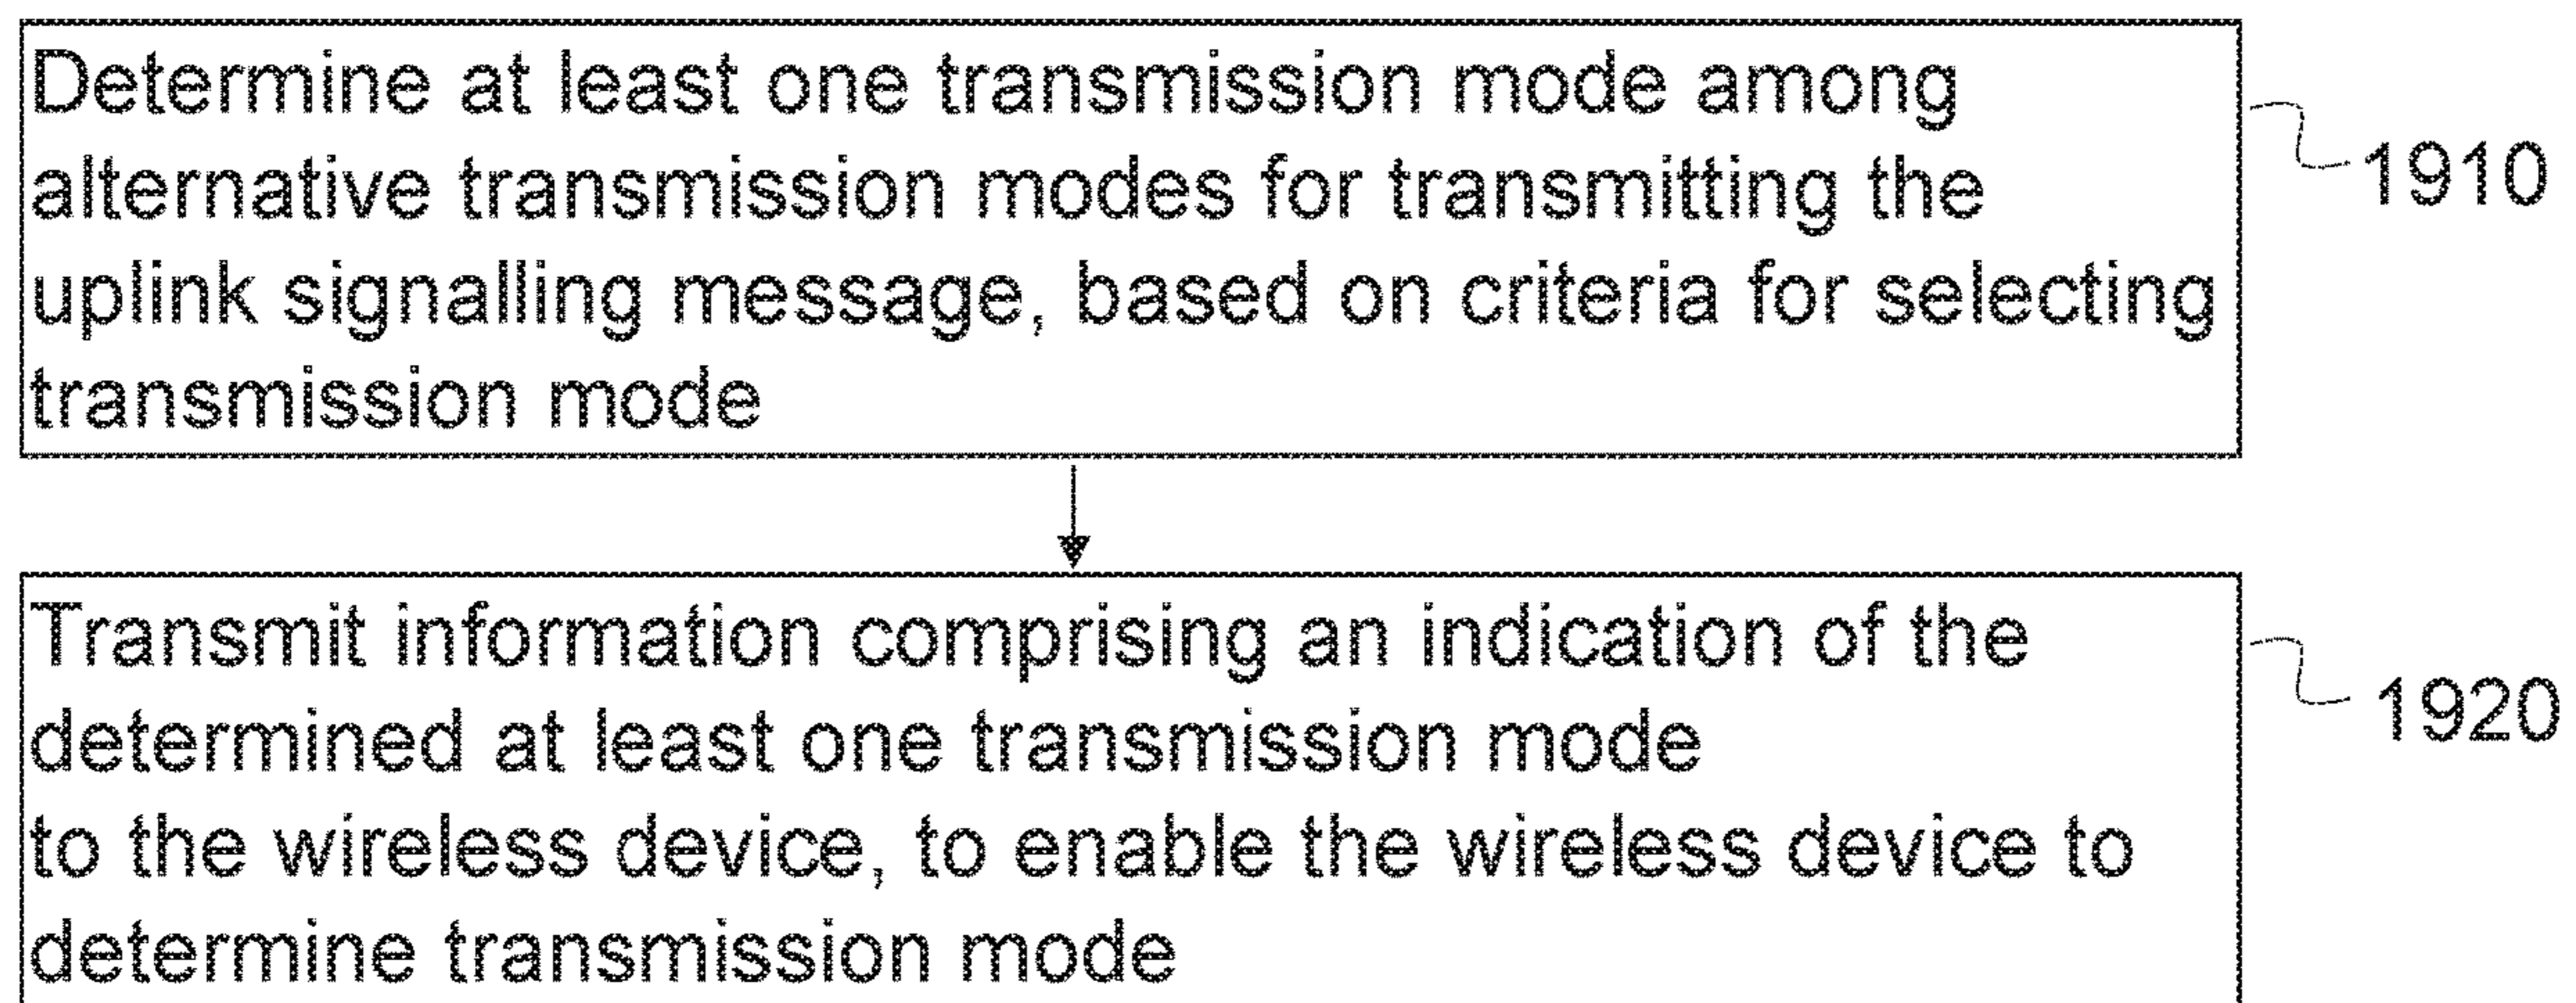 Determine at least one transmission mode among
alternative transmission modes for transmitting the
uplink signalling message, based on criteria for selecting
transmission mode
1910
Transmit information comprising an indication of the
determined at least one transmission mode
to the wireless device, to enable the wireless device to
determine transmission mode
1920